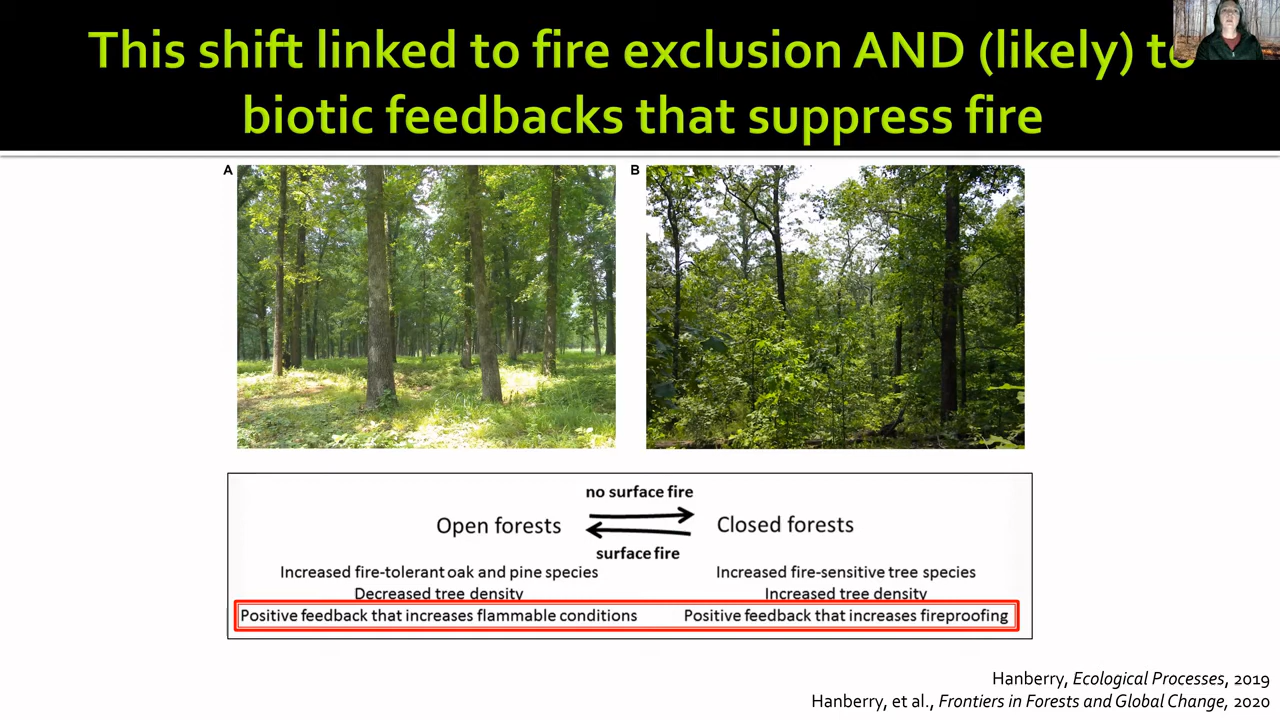 This shift linked to fire exclusion AND (likely) to
biotic feedbacks that suppress fire
A
B
no surface fire
Open forests
Closed forests
surface fire
Increased fire-tolerant oak and pine species
Increased fire-sensitive tree species
Decreased tree density
Increased tree density
Positive feedback that increases flammable conditions
Positive feedback that increases fireproofing
Hanberry, Ecological Processes, 2019
Hanberry, et al., Frontiers in Forests and Global Change, 2020